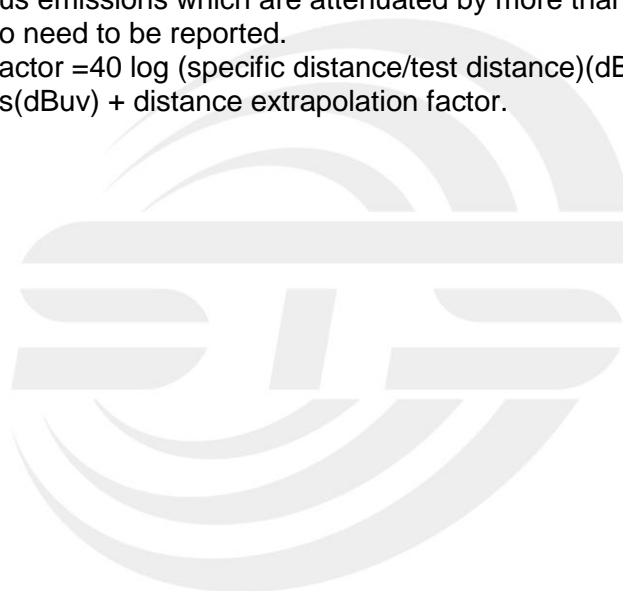 us emissions which are attenuated by more than
o need to be reported.
actor =40 log (specific distance/test distance)(dB
s(dBuv) + distance extrapolation factor.
STS